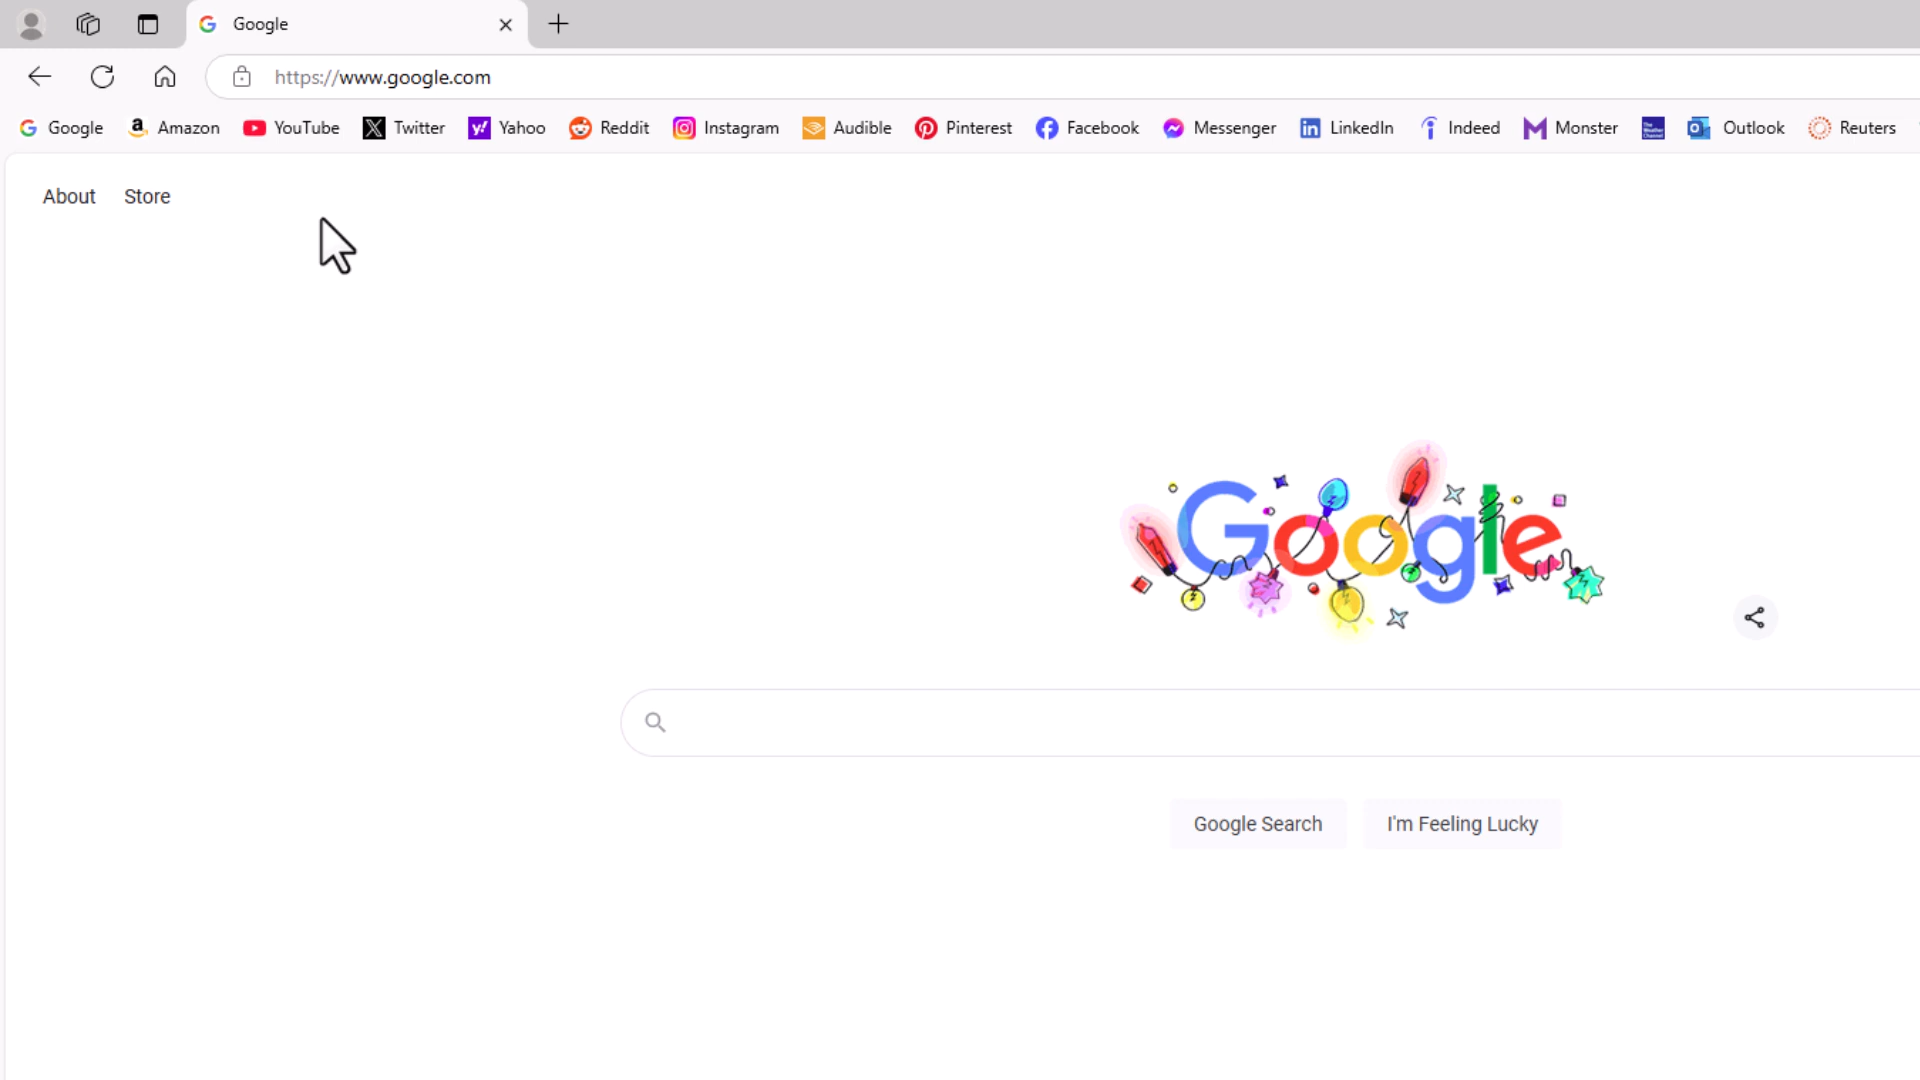 Google
https://www.google.com
Google Amazon YouTube Twitter Yahoo Reddit Instagram Audible Pinterest Facebook Messenger LinkedIn Indeed Monster Outlook Reuters
About Store
Google
Google Search I'm Feeling Lucky